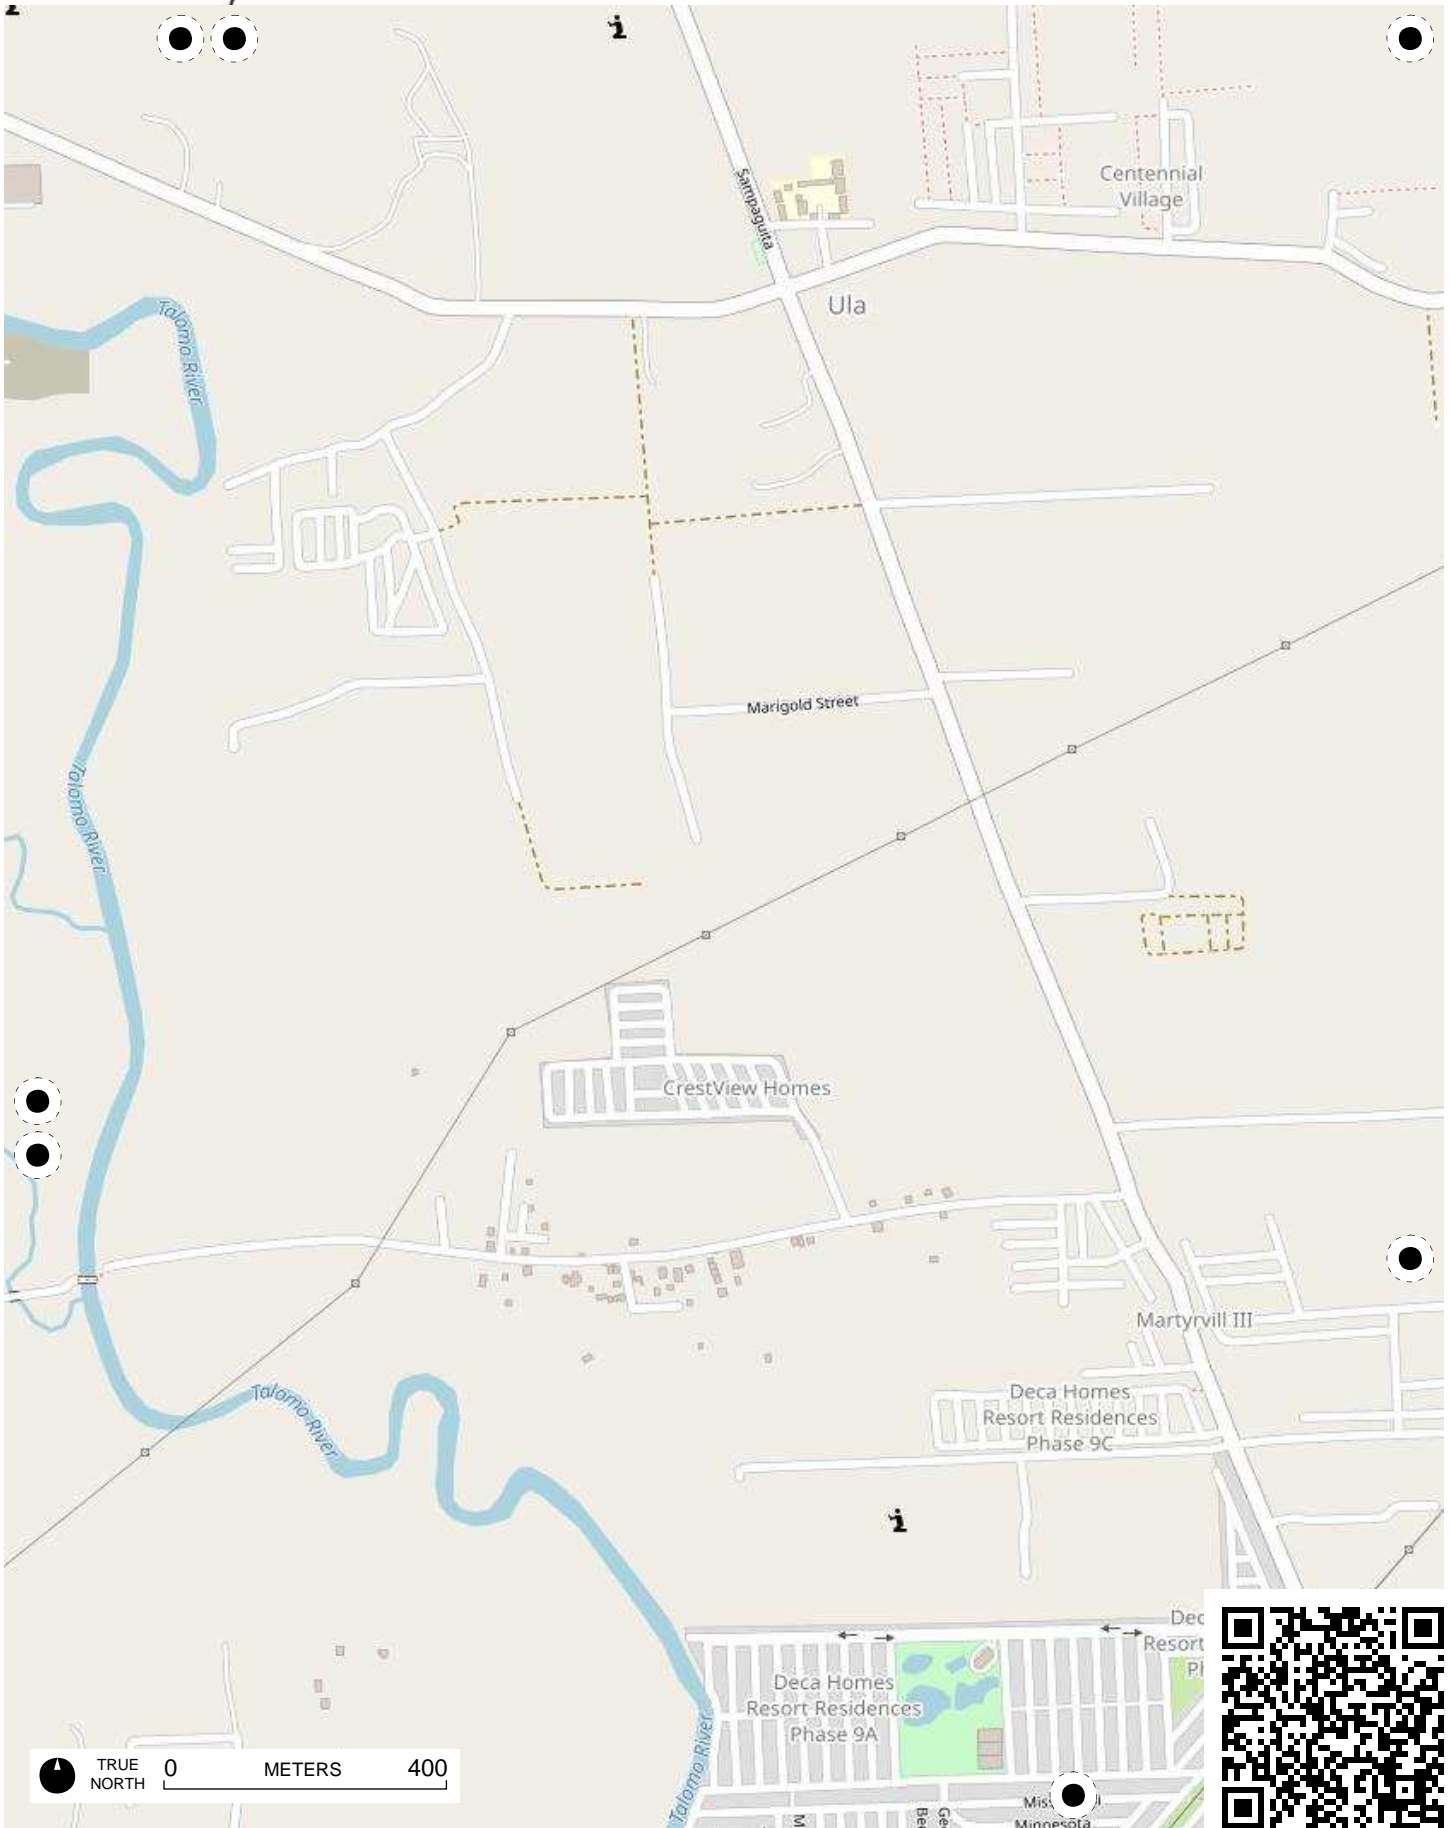 Sampaguita
Centennial
Village
Ula
Talomo River
Marigold Street
Talomo River
CrestView Homes
Martyrvill III
Deca Homes
Resort Residences
Phase 9C
Talomo River
Deca Homes
Resort Residences
Phase 9A
Talomo River
Minnesota
TRUE
NORTH
0 METERS 400